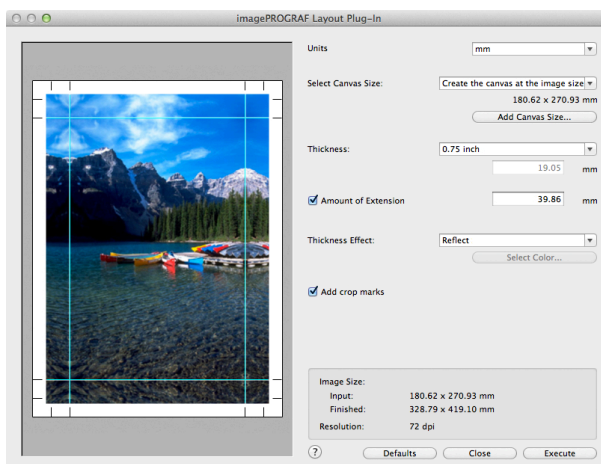 imagePROGRAF Layout Plug-In
Units
mm
Select Canvas Size:
Create the canvas at the image size
180.62 x 270.93 mm
Add Canvas Size...
Thickness:
0.75 inch
19.05 mm
Amount of Extension
39.86 mm
Thickness Effect:
Reflect
Select Color...
Add crop marks
Image Size:
Input: 180.62 x 270.93 mm
Finished: 328.79 x 419.10 mm
Resolution: 72 dpi
? Defaults Close Execute